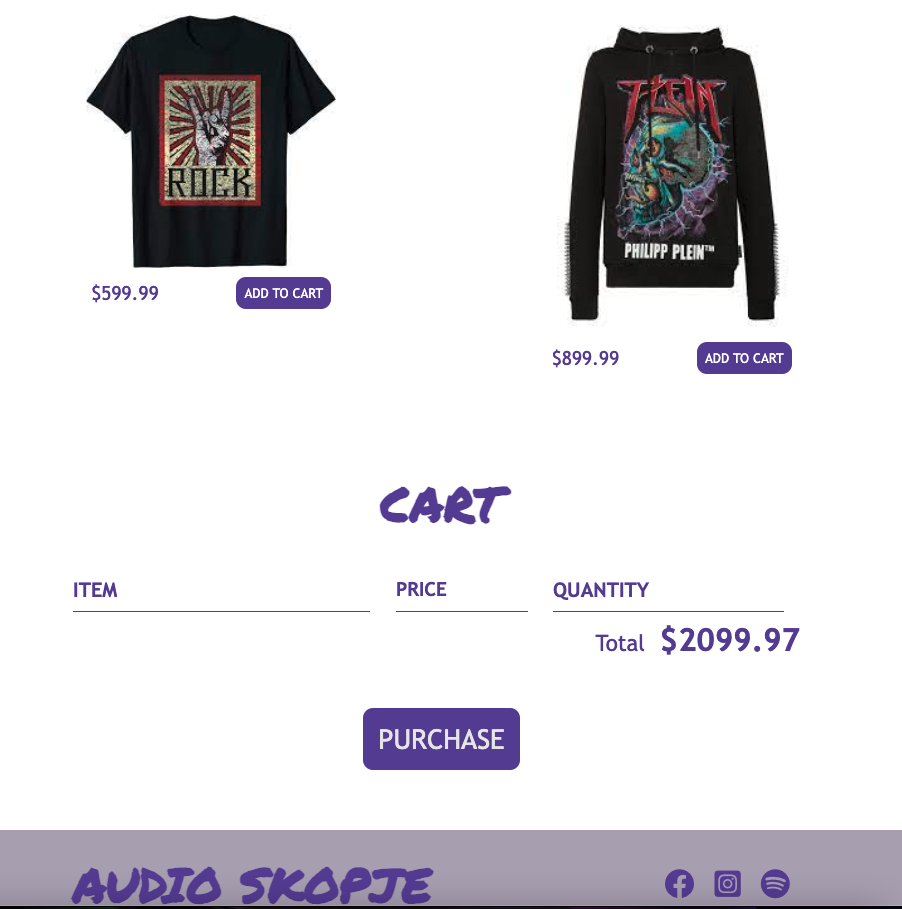 ROCK
PLEIN
PHILIPP PLEIN™
$599.99
ADD TO CART
$899.99
ADD TO CART
CART
ITEM
PRICE
QUANTITY
Total $2099.97
PURCHASE
AUDIO SKOPJE